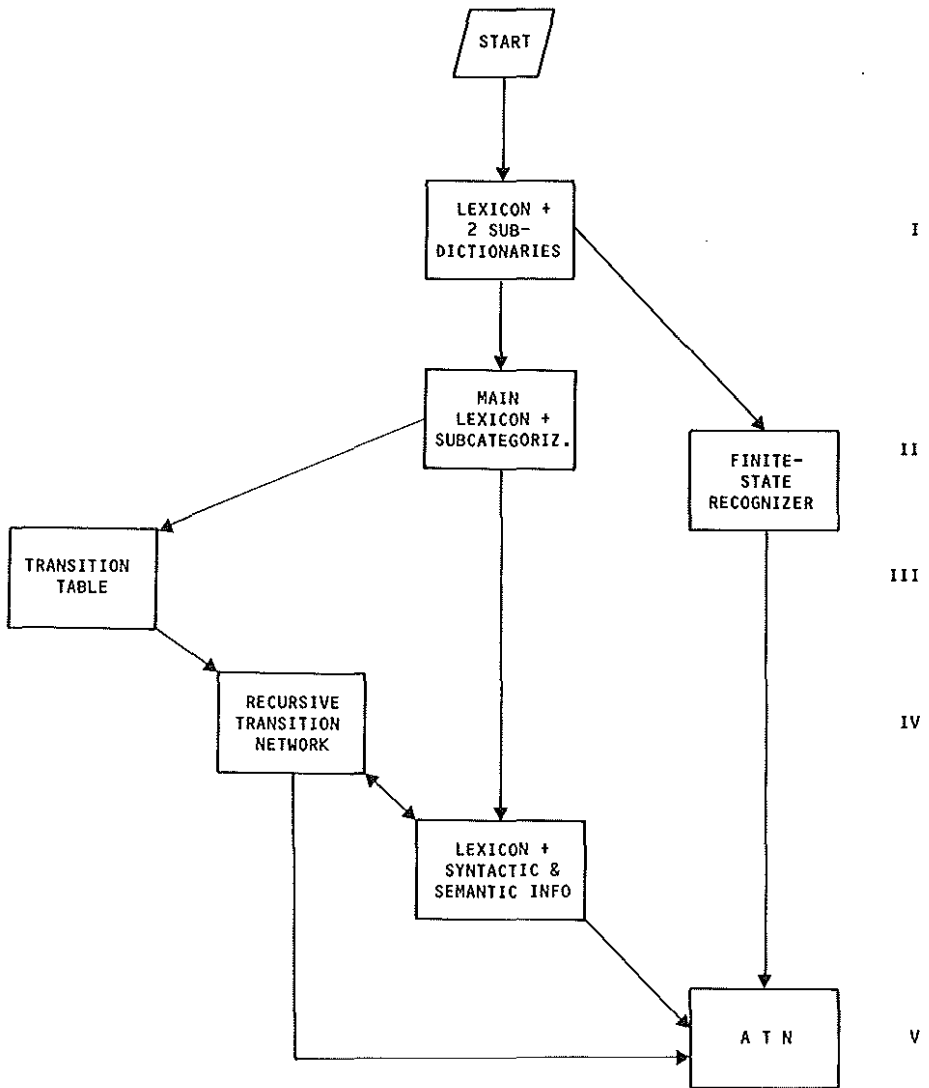 START
LEXICON +
2 SUB-
DICTIONARIES
I
MAIN
LEXICON +
SUBCATEGORIZ.
II
FINITE-
STATE
RECOGNIZER
TRANSITION
TABLE
III
RECURSIVE
TRANSITION
NETWORK
IV
LEXICON +
SYNTACTIC &
SEMANTIC INFO
A T N
V